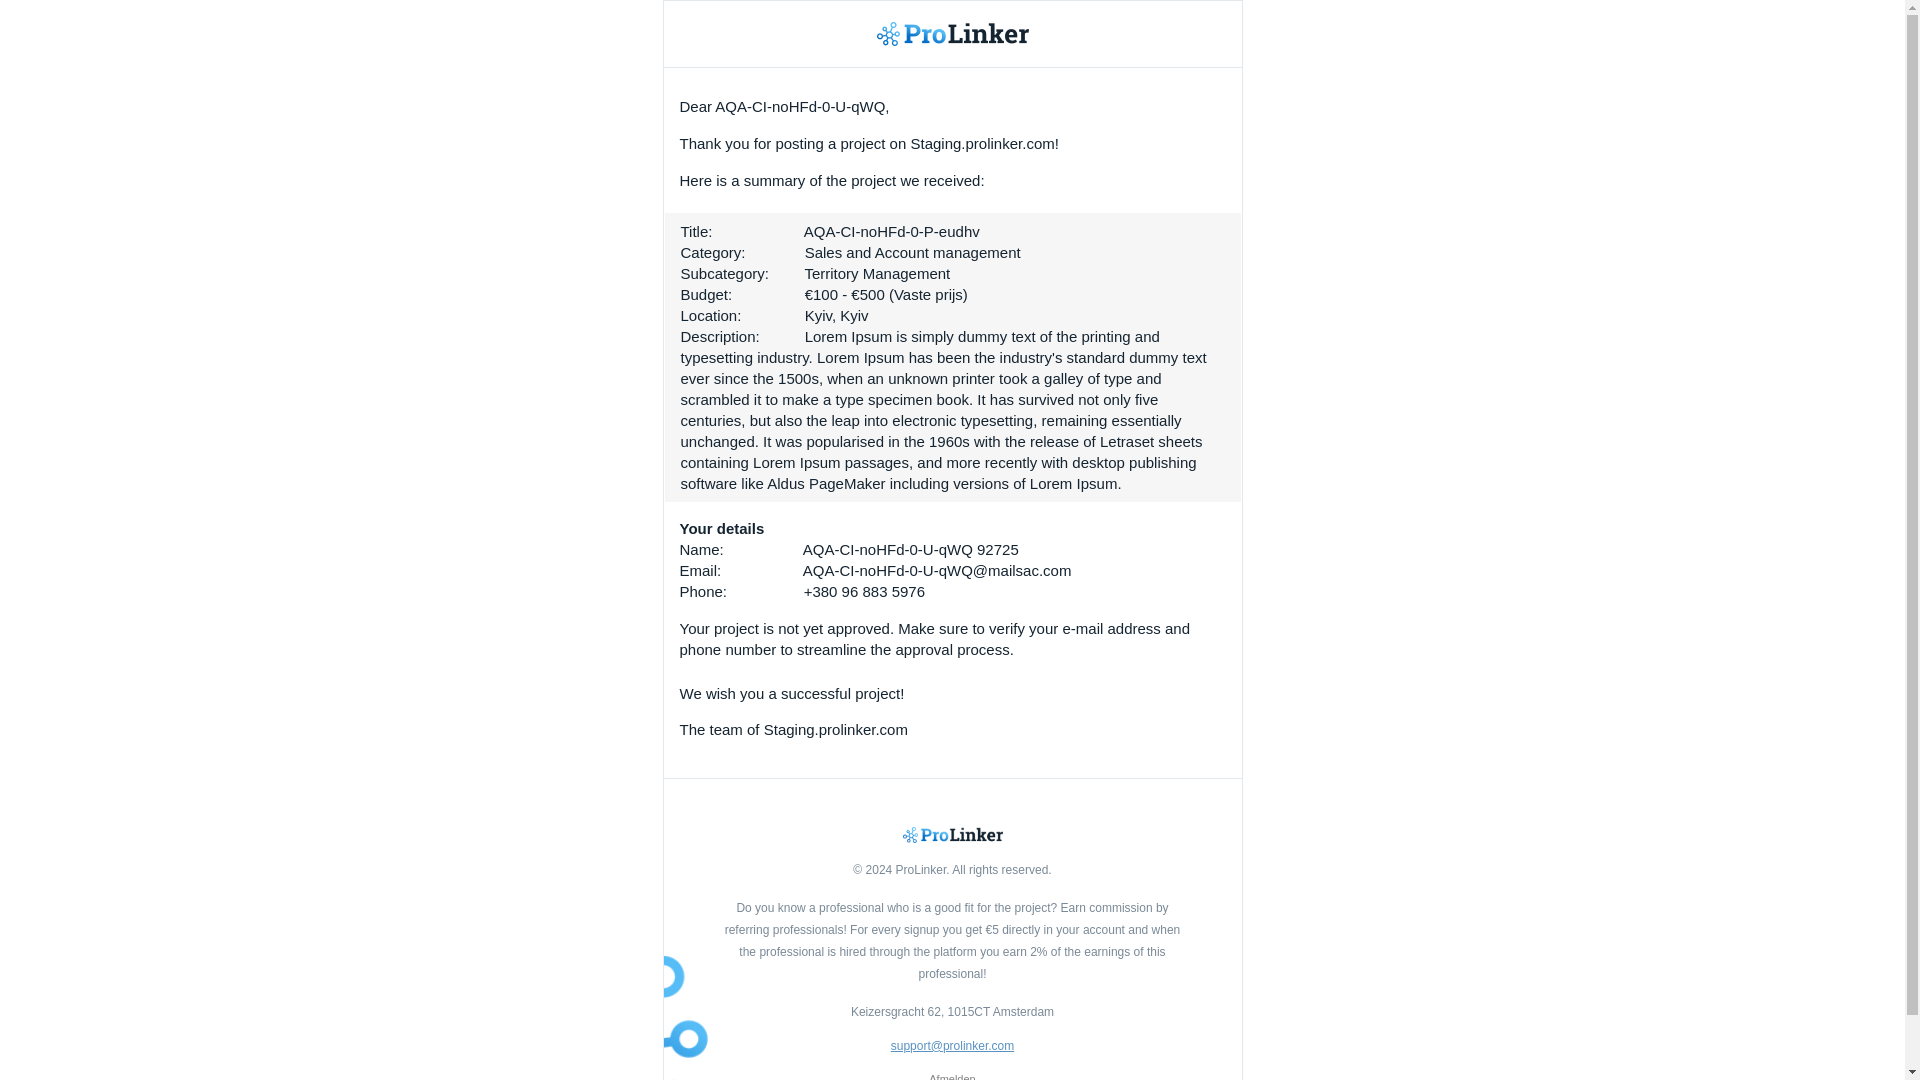 ProLinker
Dear AQA-CI-noHFd-0-U-qWQ,
Thank you for posting a project on Staging.prolinker.com!
Here is a summary of the project we received:
Title: AQA-CI-noHFd-0-P-eudhv
Category: Sales and Account management
Subcategory: Territory Management
Budget: €100 - €500 (Vaste prijs)
Location: Kyiv, Kyiv
Description: Lorem Ipsum is simply dummy text of the printing and
typesetting industry. Lorem Ipsum has been the industry's standard dummy text
ever since the 1500s, when an unknown printer took a galley of type and
scrambled it to make a type specimen book. It has survived not only five
centuries, but also the leap into electronic typesetting, remaining essentially
unchanged. It was popularised in the 1960s with the release of Letraset sheets
containing Lorem Ipsum passages, and more recently with desktop publishing
software like Aldus PageMaker including versions of Lorem Ipsum.
Your details
Name: AQA-CI-noHFd-0-U-qWQ 92725
Email: AQA-CI-noHFd-0-U-qWQ@mailsac.com
Phone: +380 96 883 5976
Your project is not yet approved. Make sure to verify your e-mail address and
phone number to streamline the approval process.
We wish you a successful project!
The team of Staging.prolinker.com
ProLinker
© 2024 ProLinker. All rights reserved.
Do you know a professional who is a good fit for the project? Earn commission by
referring professionals! For every signup you get €5 directly in your account and when
the professional is hired through the platform you earn 2% of the earnings of this
professional!
Keizersgracht 62, 1015CT Amsterdam
support@prolinker.com
Afmelden